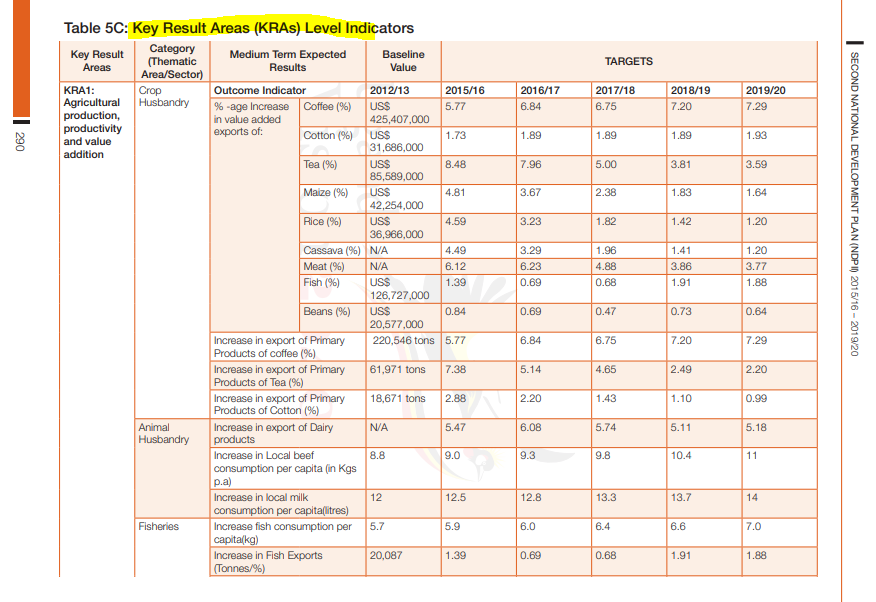 Table 5C: Key Result Areas (KRAs) Level Indicators
Key Result
Areas
Category
(Thematic
Area/Sector)
Medium Term Expected
Results
Baseline
Value
TARGETS
KRA1:
Agricultural
production,
productivity
and value
addition
Crop
Husbandry
Outcome Indicator
2012/13 2015/16 2016/17 2017/18 2018/19 2019/20
% -age Increase
in value added
exports of:
Coffee (%) US$ 5.77 6.84 6.75 7.20 7.29
425,407,000
Cotton (%) US$ 1.73 1.89 1.89 1.89 1.93
31,686,000
Tea (%) US$ 8.48 7.96 5.00 3.81 3.59
85,589,000
Maize (%) US$ 4.81 3.67 2.38 1.83 1.64
42,254,000
Rice (%) US$ 4.59 3.23 1.82 1.42 1.20
36,966,000
Cassava (%) N/A 4.49 3.29 1.96 1.41 1.20
Meat (%) N/A 6.12 6.23 4.88 3.86 3.77
Fish (%) US$ 1.39 0.69 0.68 1.91 1.88
126,727,000
Beans (%) US$ 0.84 0.69 0.47 0.73 0.64
20,577,000
Increase in export of Primary 220,546 tons 5.77 6.84 6.75 7.20 7.29
Products of coffee (%)
Increase in export of Primary 61,971 tons 7.38 5.14 4.65 2.49 2.20
Products of Tea (%)
Increase in export of Primary 18,671 tons 2.88 2.20 1.43 1.10 0.99
Products of Cotton (%)
Animal
Husbandry
Increase in export of Dairy N/A 5.47 6.08 5.74 5.11 5.18
products
Increase in Local beef 8.8 9.0 9.3 9.8 10.4 11
consumption per capita (in Kgs
p.a)
Increase in local milk 12 12.5 12.8 13.3 13.7 14
consumption per capita(litres)
Fisheries
Increase fish consumption per 5.7 5.9 6.0 6.4 6.6 7.0
capita(kg)
Increase in Fish Exports 20,087 1.39 0.69 0.68 1.91 1.88
(Tonnes/%)
290
SECOND NATIONAL DEVELOPMENT PLAN (NDPII) 2015/16 – 2019/20